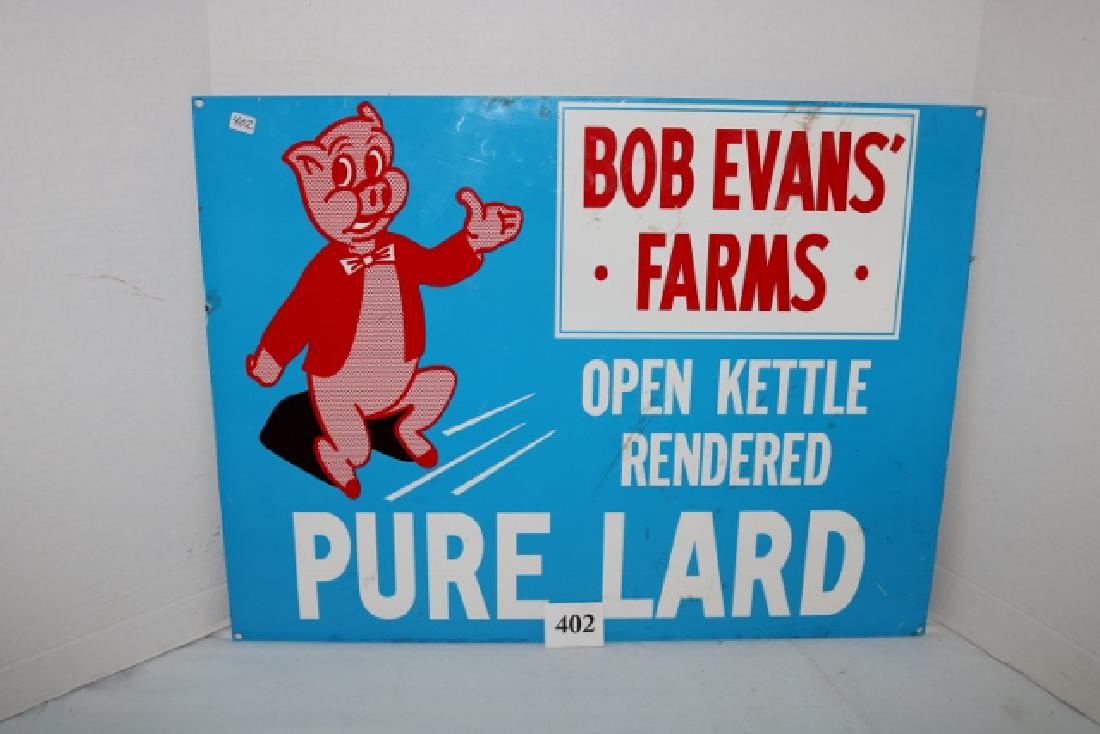 402
BOB EVANS'
• FARMS •
OPEN KETTLE
RENDERED
PURE LARD
402